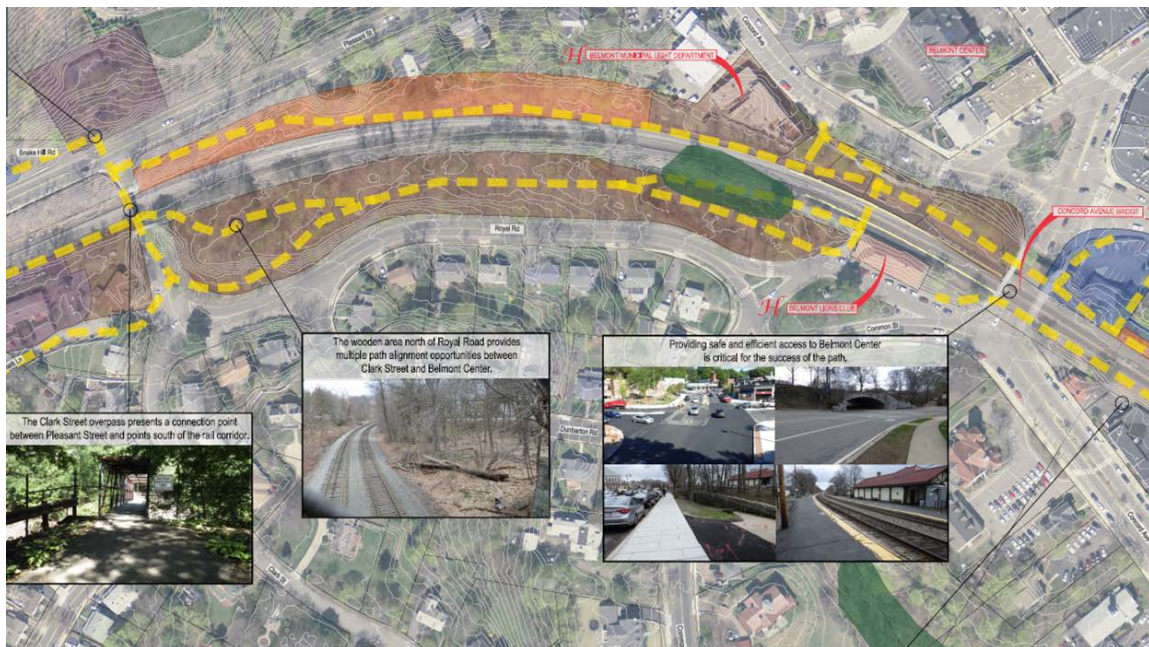 Pleasant St
Concord Ave
H BELMONT MUNICIPAL LIGHT DEPARTMENT
BELMONT CENTER
Snake Hill Rd
CONCORD AVENUE BRIDGE
Royal Rd
H BELMONT LIONS CLUB
Common St
The wooden area north of Royal Road provides
multiple path alignment opportunities between
Clark Street and Belmont Center.
Providing safe and efficient access to Belmont Center
is critical for the success of the path.
Ln
The Clark Street overpass presents a connection point
between Pleasant Street and points south of the rail corridor.
Dunbarton Rd
Clark St
Concord Ave